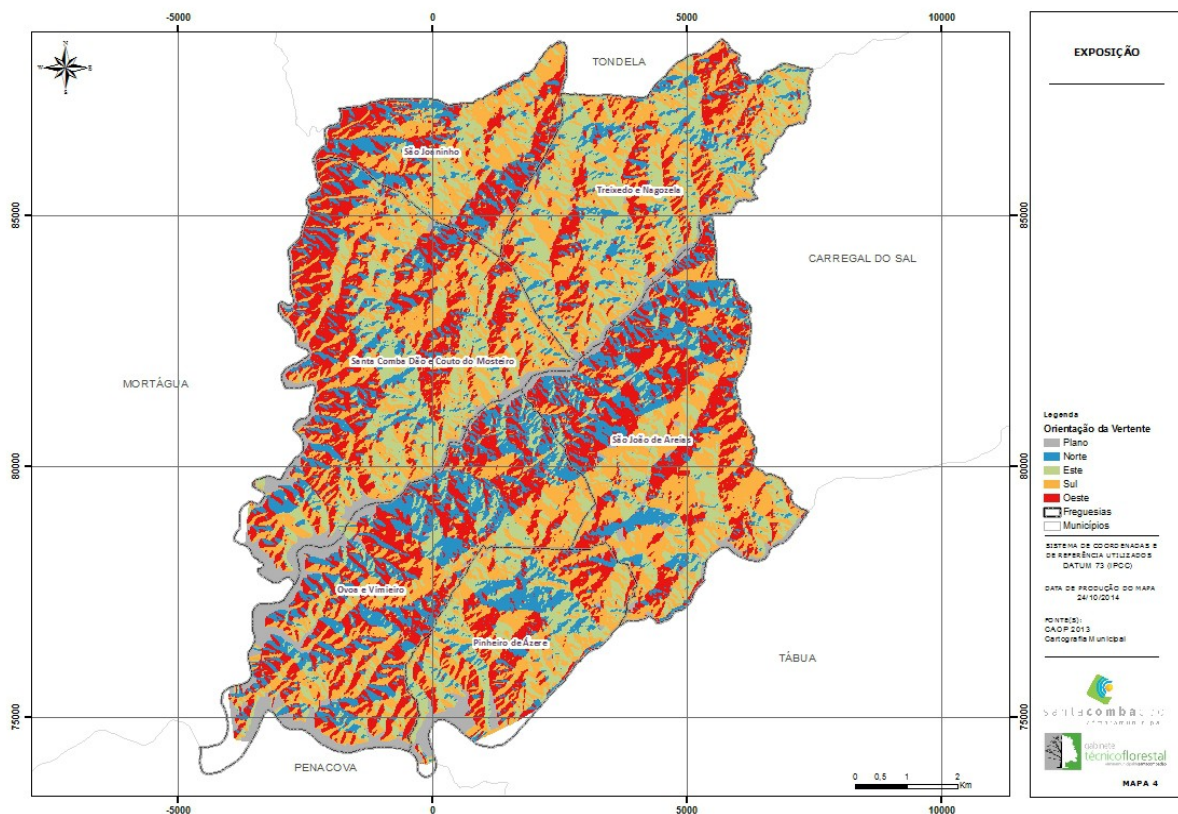 -5000
0
5000
10000
EXPOSIÇÃO
TONDELA
São Joaninho
Treixedo e Nagozela
85000
85000
CARREGAL DO SAL
MORTÁGUA
Santa Comba Dão e Couto do Mosteiro
São João de Areias
80000
80000
Ovoa e Vimieiro
Pinheiro de Ázere
TÁBUA
75000
75000
PENACOVA
0 0,5 1 2
Km
-5000
0
5000
10000
Legenda
Orientação da Vertente
Plano
Norte
Este
Sul
Oeste
Freguesias
Municípios
SISTEMA DE COORDENADAS E
DE REFERÊNCIA UTILIZADOS
DATUM 73 (IPCC)
DATA DE PRODUÇÃO DO MAPA
24/10/2014
FONTE(S):
CAOP 2013
Cartografia Municipal
santacombadão
câmara municipal
gabinete
técnicoflorestal
MAPA 4